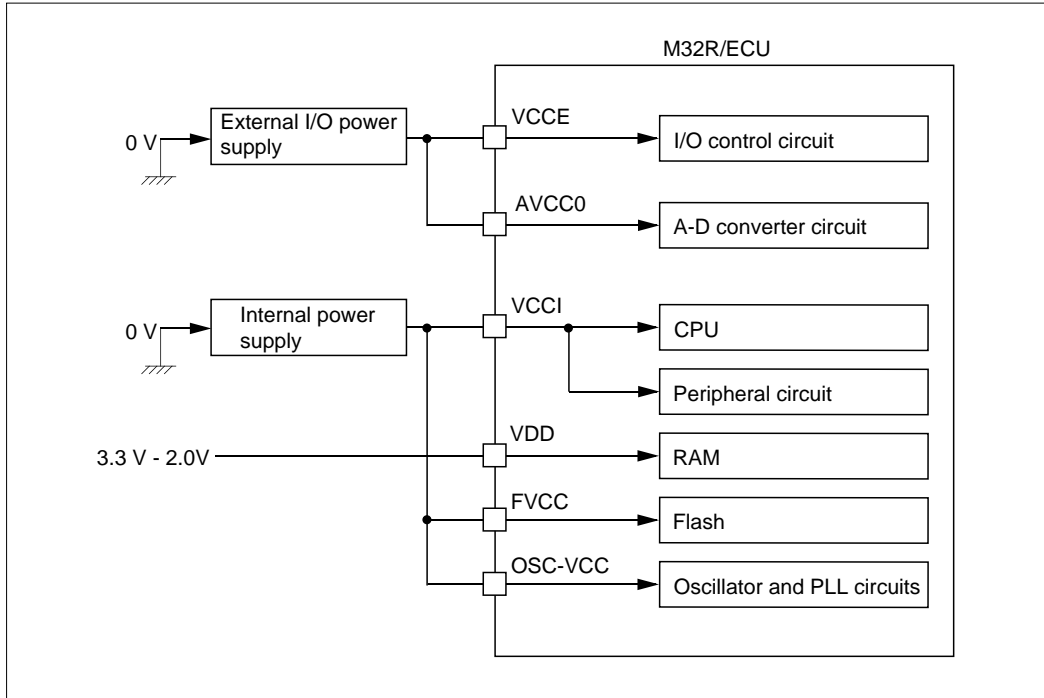 M32R/ECU
0 V
External I/O power
supply
VCCE
I/O control circuit
AVCC0
A-D converter circuit
0 V
Internal power
supply
VCCI
CPU
Peripheral circuit
3.3 V - 2.0V
VDD
RAM
FVCC
Flash
OSC-VCC
Oscillator and PLL circuits